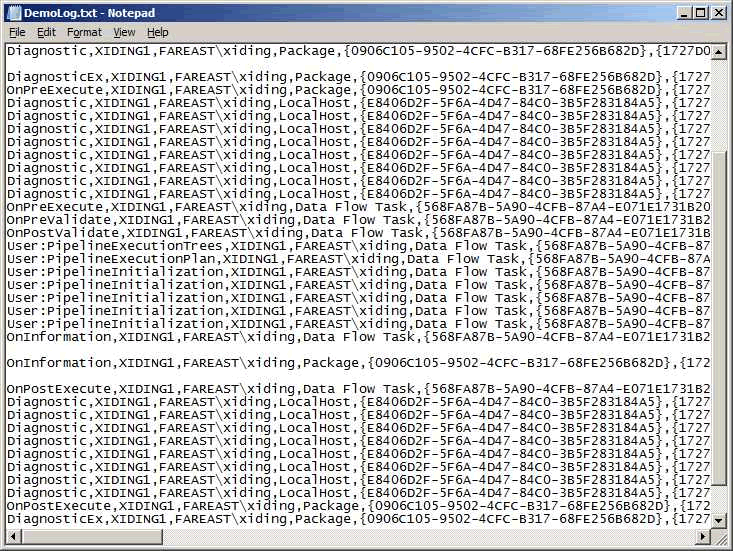 DemoLog.txt - Notepad
File Edit Format View Help
Diagnostic,XIDING1,FAREAST\xiding,Package,{0906C105-9502-4CFC-B317-68FE256B682D},{1727D0
DiagnosticEx,XIDING1,FAREAST\xiding,Package,{0906C105-9502-4CFC-B317-68FE256B682D},{1727
OnPreExecute,XIDING1,FAREAST\xiding,Package,{0906C105-9502-4CFC-B317-68FE256B682D},{1727
Diagnostic,XIDING1,FAREAST\xiding,LocalHost,{E8406D2F-5F6A-4D47-84C0-3B5F283184A5},{1727
Diagnostic,XIDING1,FAREAST\xiding,LocalHost,{E8406D2F-5F6A-4D47-84C0-3B5F283184A5},{1727
Diagnostic,XIDING1,FAREAST\xiding,LocalHost,{E8406D2F-5F6A-4D47-84C0-3B5F283184A5},{1727
Diagnostic,XIDING1,FAREAST\xiding,LocalHost,{E8406D2F-5F6A-4D47-84C0-3B5F283184A5},{1727
Diagnostic,XIDING1,FAREAST\xiding,LocalHost,{E8406D2F-5F6A-4D47-84C0-3B5F283184A5},{1727
Diagnostic,XIDING1,FAREAST\xiding,LocalHost,{E8406D2F-5F6A-4D47-84C0-3B5F283184A5},{1727
Diagnostic,XIDING1,FAREAST\xiding,LocalHost,{E8406D2F-5F6A-4D47-84C0-3B5F283184A5},{1727
Diagnostic,XIDING1,FAREAST\xiding,LocalHost,{E8406D2F-5F6A-4D47-84C0-3B5F283184A5},{1727
OnPreExecute,XIDING1,FAREAST\xiding,Data Flow Task,{568FA87B-5A90-4CFB-87A4-E071E1731B20
OnPreValidate,XIDING1,FAREAST\xiding,Data Flow Task,{568FA87B-5A90-4CFB-87A4-E071E1731B2
OnPostValidate,XIDING1,FAREAST\xiding,Data Flow Task,{568FA87B-5A90-4CFB-87A4-E071E1731B
User:PipelineExecutionTrees,XIDING1,FAREAST\xiding,Data Flow Task,{568FA87B-5A90-4CFB-87
User:PipelineExecutionPlan,XIDING1,FAREAST\xiding,Data Flow Task,{568FA87B-5A90-4CFB-87A
User:PipelineInitialization,XIDING1,FAREAST\xiding,Data Flow Task,{568FA87B-5A90-4CFB-87
User:PipelineInitialization,XIDING1,FAREAST\xiding,Data Flow Task,{568FA87B-5A90-4CFB-87
User:PipelineInitialization,XIDING1,FAREAST\xiding,Data Flow Task,{568FA87B-5A90-4CFB-87
User:PipelineInitialization,XIDING1,FAREAST\xiding,Data Flow Task,{568FA87B-5A90-4CFB-87
User:PipelineInitialization,XIDING1,FAREAST\xiding,Data Flow Task,{568FA87B-5A90-4CFB-87
OnInformation,XIDING1,FAREAST\xiding,Data Flow Task,{568FA87B-5A90-4CFB-87A4-E071E1731B2
OnInformation,XIDING1,FAREAST\xiding,Package,{0906C105-9502-4CFC-B317-68FE256B682D},{172
OnPostExecute,XIDING1,FAREAST\xiding,Data Flow Task,{568FA87B-5A90-4CFB-87A4-E071E1731B2
Diagnostic,XIDING1,FAREAST\xiding,LocalHost,{E8406D2F-5F6A-4D47-84C0-3B5F283184A5},{1727
Diagnostic,XIDING1,FAREAST\xiding,LocalHost,{E8406D2F-5F6A-4D47-84C0-3B5F283184A5},{1727
Diagnostic,XIDING1,FAREAST\xiding,LocalHost,{E8406D2F-5F6A-4D47-84C0-3B5F283184A5},{1727
Diagnostic,XIDING1,FAREAST\xiding,LocalHost,{E8406D2F-5F6A-4D47-84C0-3B5F283184A5},{1727
Diagnostic,XIDING1,FAREAST\xiding,LocalHost,{E8406D2F-5F6A-4D47-84C0-3B5F283184A5},{1727
Diagnostic,XIDING1,FAREAST\xiding,LocalHost,{E8406D2F-5F6A-4D47-84C0-3B5F283184A5},{1727
Diagnostic,XIDING1,FAREAST\xiding,LocalHost,{E8406D2F-5F6A-4D47-84C0-3B5F283184A5},{1727
Diagnostic,XIDING1,FAREAST\xiding,LocalHost,{E8406D2F-5F6A-4D47-84C0-3B5F283184A5},{1727
OnPostExecute,XIDING1,FAREAST\xiding,Package,{0906C105-9502-4CFC-B317-68FE256B682D},{172
DiagnosticEx,XIDING1,FAREAST\xiding,Package,{0906C105-9502-4CFC-B317-68FE256B682D},{1727